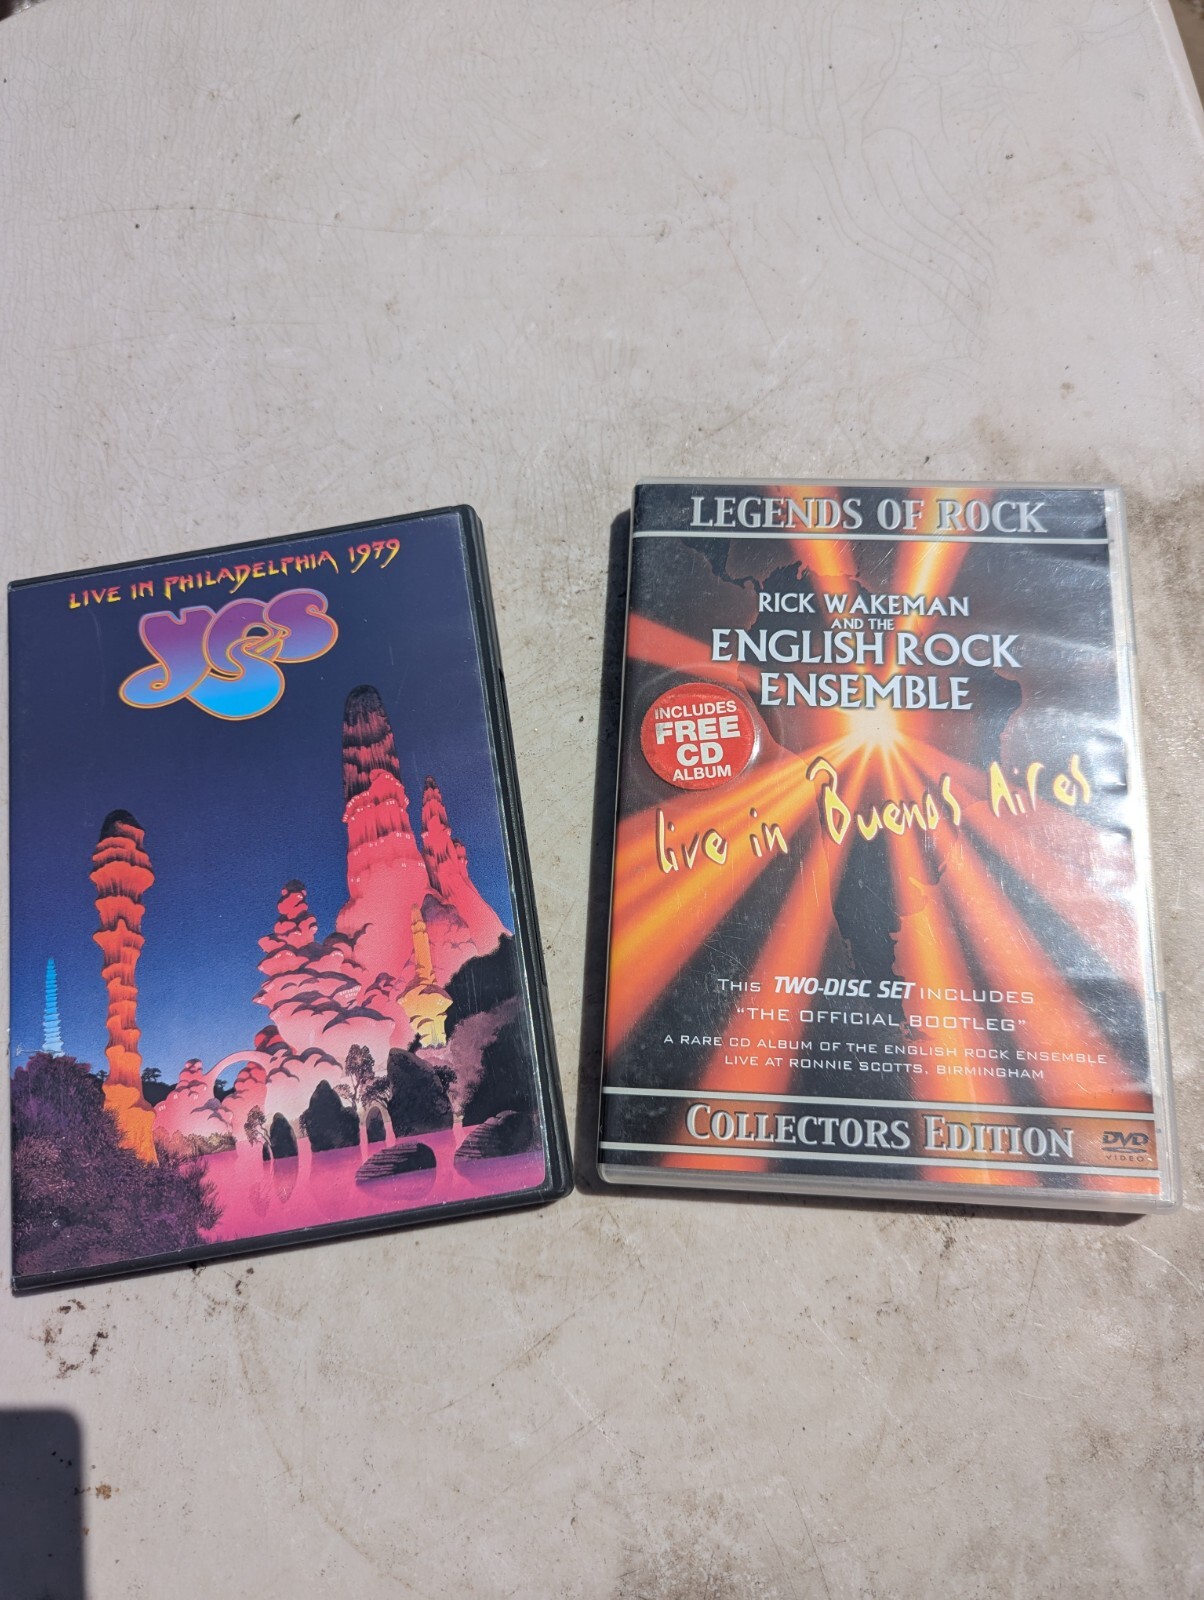 LIVE IN PHILADELPHIA 1979
YES
LEGENDS OF ROCK
RICK WAKEMAN
AND THE
ENGLISH ROCK
ENSEMBLE
INCLUDES
FREE
CD
ALBUM
live in Buenos Aires
THIS TWO-DISC SET INCLUDES
"THE OFFICIAL BOOTLEG"
A RARE CD ALBUM OF THE ENGLISH ROCK ENSEMBLE
LIVE AT RONNIE SCOTTS, BIRMINGHAM
COLLECTORS EDITION
DVD
VIDEO